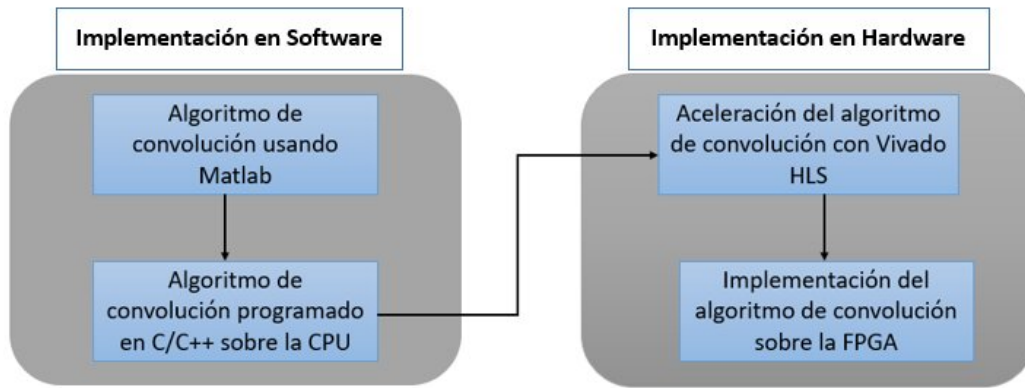 Implementación en Software
Algoritmo de
convolución usando
Matlab
Algoritmo de
convolución programado
en C/C++ sobre la CPU
Implementación en Hardware
Aceleración del algoritmo
de convolución con Vivado
HLS
Implementación del
algoritmo de convolución
sobre la FPGA